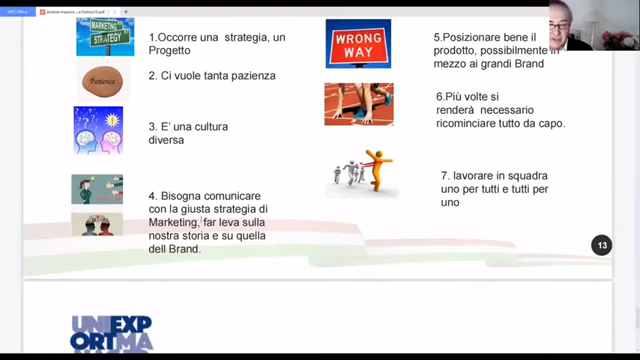 MARKETING
STRATEGY
1.Occorre una strategia, un
Progetto
Patience
2. Ci vuole tanta pazienza
3. E' una cultura
diversa
4. Bisogna comunicare
con la giusta strategia di
Marketing, far leva sulla
nostra storia e su quella
dell Brand.
WRONG
WAY
5.Posizionare bene il
prodotto, possibilmente in
mezzo ai grandi Brand
6.Più volte si
renderà necessario
ricominciare tutto da capo.
7. lavorare in squadra
uno per tutti e tutti per
uno
13
UNIEXP
ORTMA